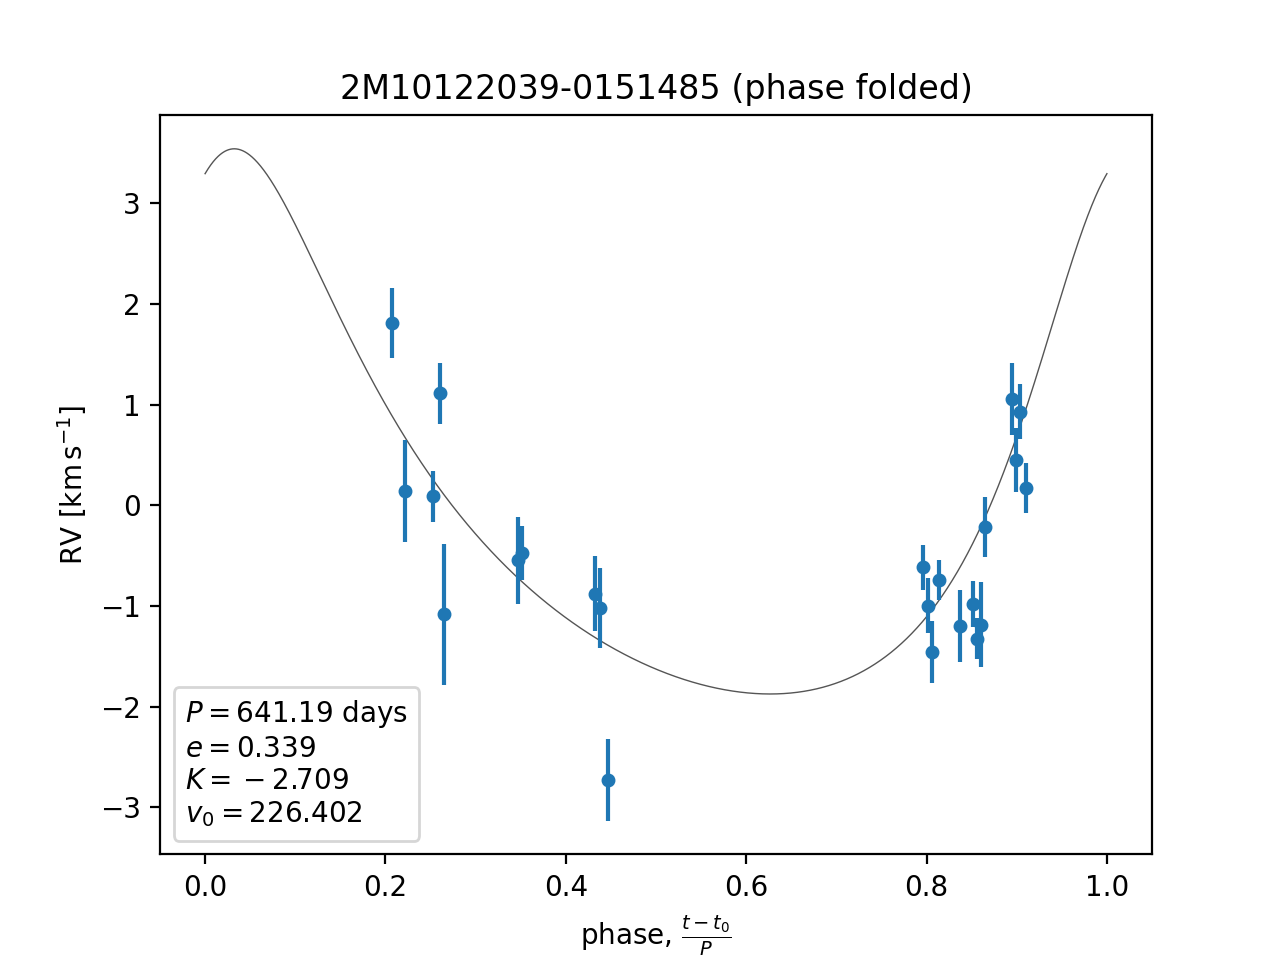 2M10122039-0151485 (phase folded)
RV [km s⁻¹]
3
2
1
0
−1
−2
−3
P = 641.19 days
e = 0.339
K = −2.709
v₀ = 226.402
0.0 0.2 0.4 0.6 0.8 1.0
phase, (t − t₀)/P